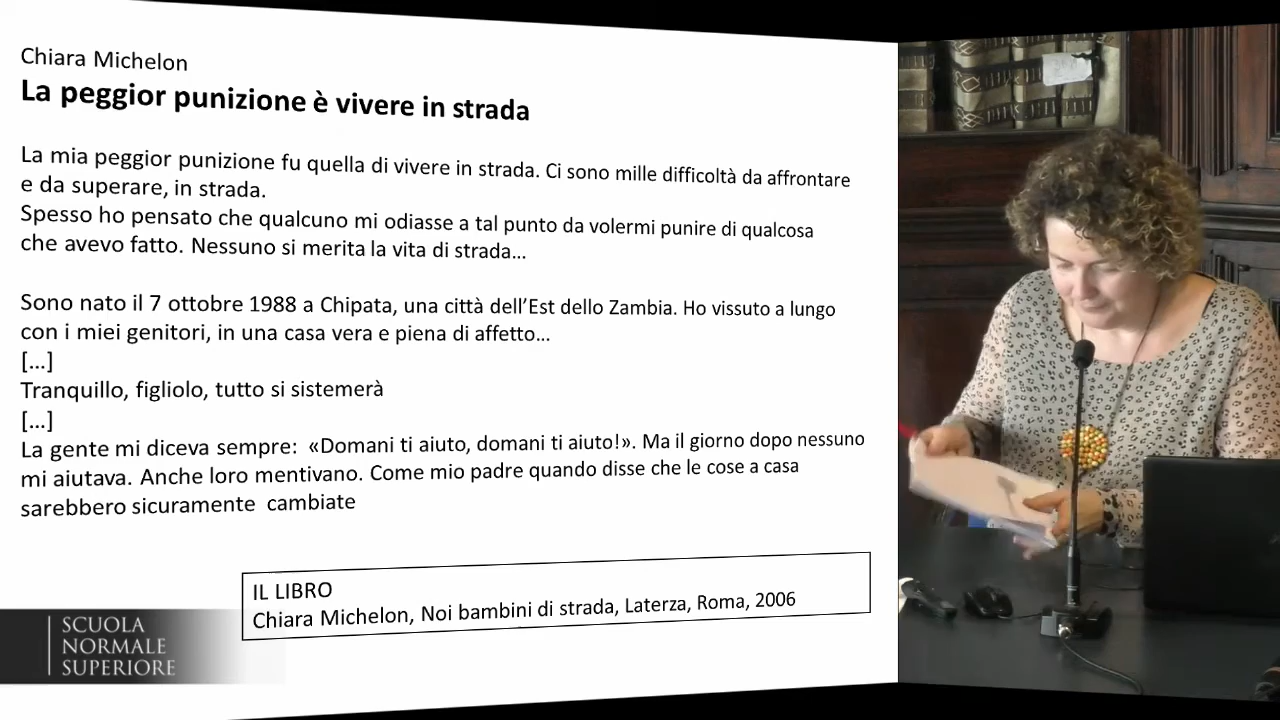 Chiara Michelon
La peggior punizione è vivere in strada
La mia peggior punizione fu quella di vivere in strada. Ci sono mille difficoltà da affrontare
e da superare, in strada.
Spesso ho pensato che qualcuno mi odiasse a tal punto da volermi punire di qualcosa
che avevo fatto. Nessuno si merita la vita di strada…
Sono nato il 7 ottobre 1988 a Chipata, una città dell’Est dello Zambia. Ho vissuto a lungo
con i miei genitori, in una casa vera e piena di affetto…
[…]
Tranquillo, figliolo, tutto si sistemerà
[…]
La gente mi diceva sempre:  «Domani ti aiuto, domani ti aiuto!». Ma il giorno dopo nessuno
mi aiutava. Anche loro mentivano. Come mio padre quando disse che le cose a casa
sarebbero sicuramente  cambiate
IL LIBRO
Chiara Michelon, Noi bambini di strada, Laterza, Roma, 2006
SCUOLA
NORMALE
SUPERIORE